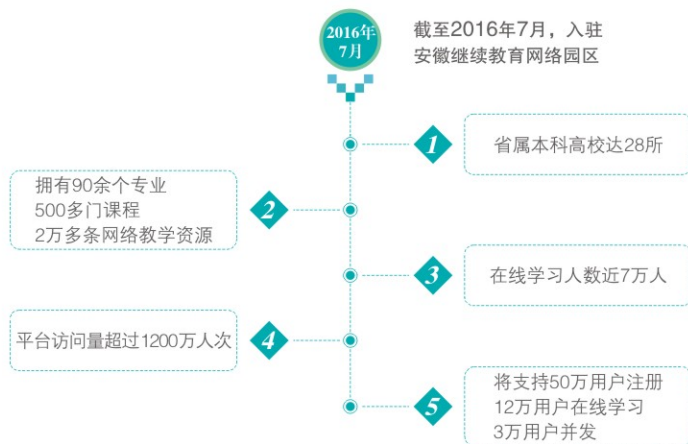 2016年
7月
截至2016年7月，入驻
安徽继续教育网络园区
1
省属本科高校达28所
2
拥有90余个专业
500多门课程
2万多条网络教学资源
3
在线学习人数近7万人
4
平台访问量超过1200万人次
5
将支持50万用户注册
12万用户在线学习
3万用户并发